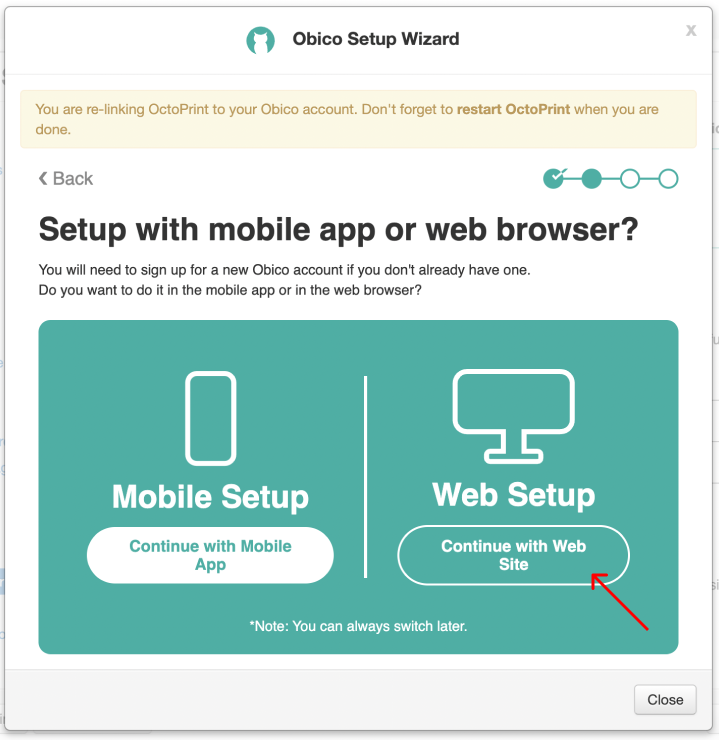 Obico Setup Wizard
x
You are re-linking OctoPrint to your Obico account. Don't forget to restart OctoPrint when you are
done.
Back
Setup with mobile app or web browser?
You will need to sign up for a new Obico account if you don't already have one.
Do you want to do it in the mobile app or in the web browser?
Mobile Setup
Continue with Mobile
App
Web Setup
Continue with Web
Site
*Note: You can always switch later.
Close